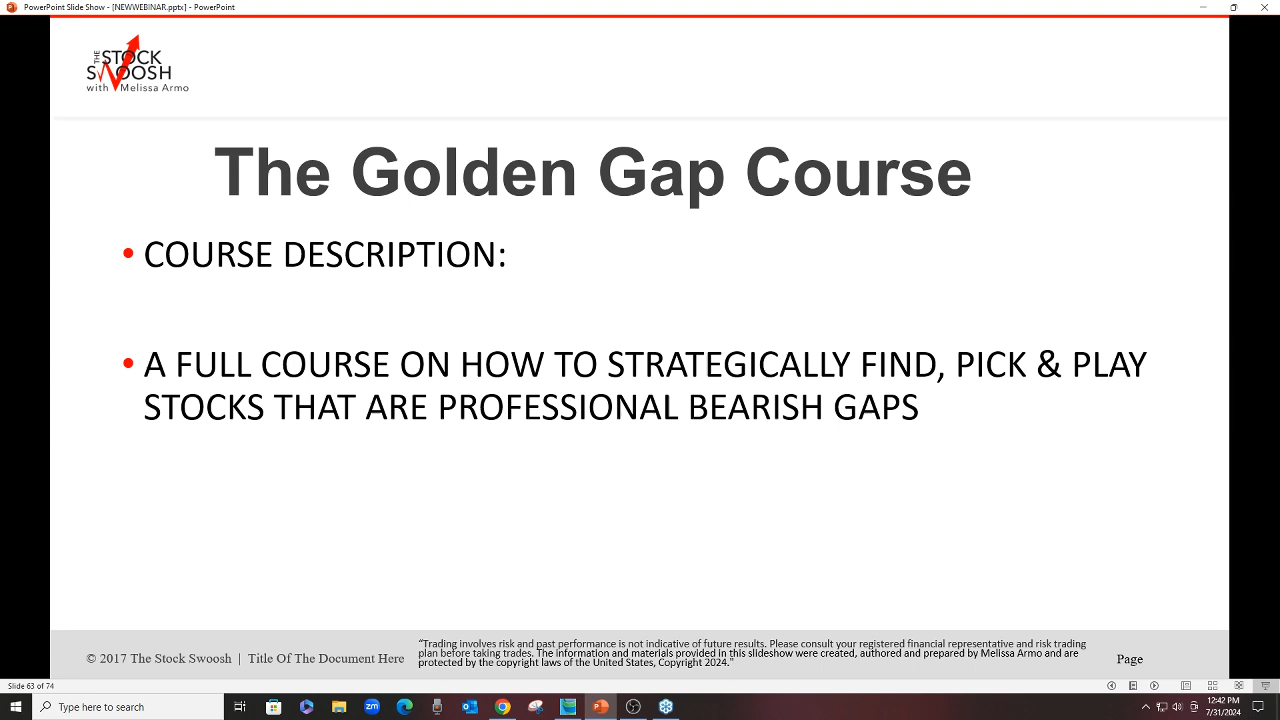 PowerPoint Slide Show - [NEWWEBINAR.pptx] - PowerPoint
THE
STOCK
SWOOSH
with Melissa Armo
The Golden Gap Course
• COURSE DESCRIPTION:
• A FULL COURSE ON HOW TO STRATEGICALLY FIND, PICK & PLAY
STOCKS THAT ARE PROFESSIONAL BEARISH GAPS
© 2017 The Stock Swoosh | Title Of The Document Here
“Trading involves risk and past performance is not indicative of future results. Please consult your registered financial representative and risk trading
plan before taking trades. The information and materials provided in this slideshow were created, authored and prepared by Melissa Armo and are
protected by the copyright laws of the United States, Copyright 2024."
Page
Slide 63 of 74
Type here to search
zm
12:42 PM
7/31/2024